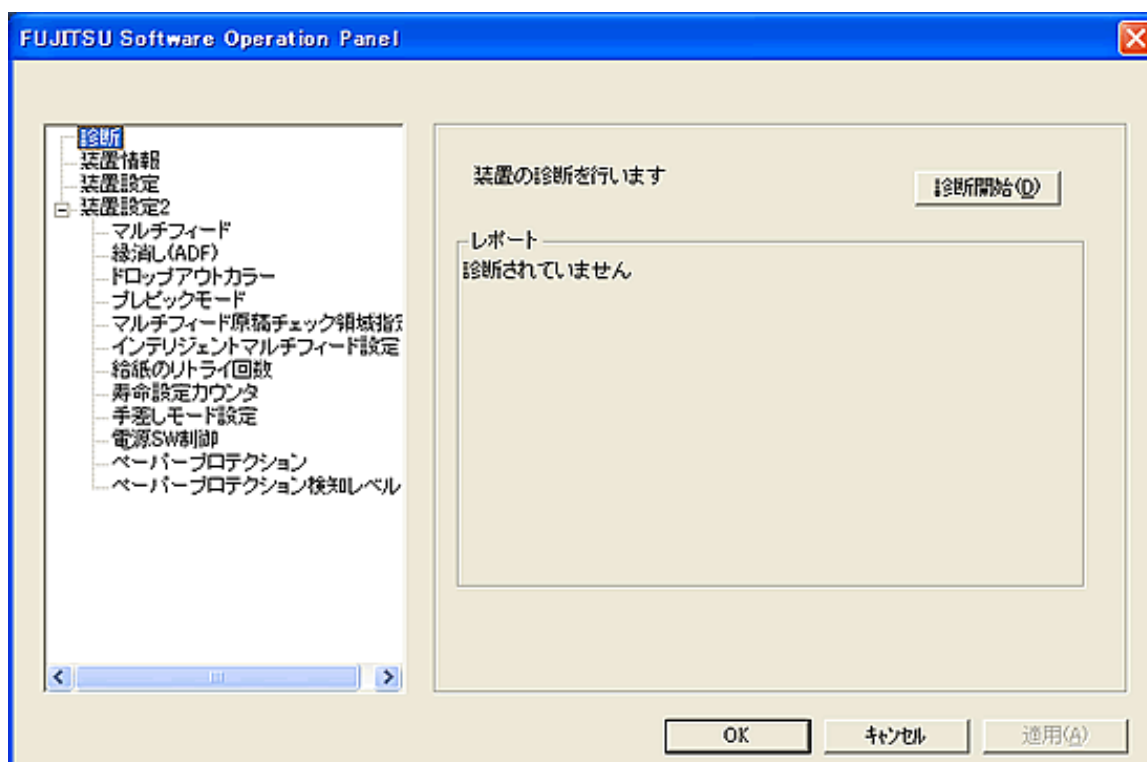 FUJITSU Software Operation Panel
診断
装置情報
装置設定
装置設定2
マルチフィード
縁消し(ADF)
ドロップアウトカラー
プレピックモード
マルチフィード原稿チェック領域指定
インテリジェントマルチフィード設定
給紙のリトライ回数
寿命設定カウンタ
手差しモード設定
電源SW制御
ペーパープロテクション
ペーパープロテクション検知レベル
装置の診断を行います
診断開始(D)
レポート
診断されていません
OK
キャンセル
適用(A)